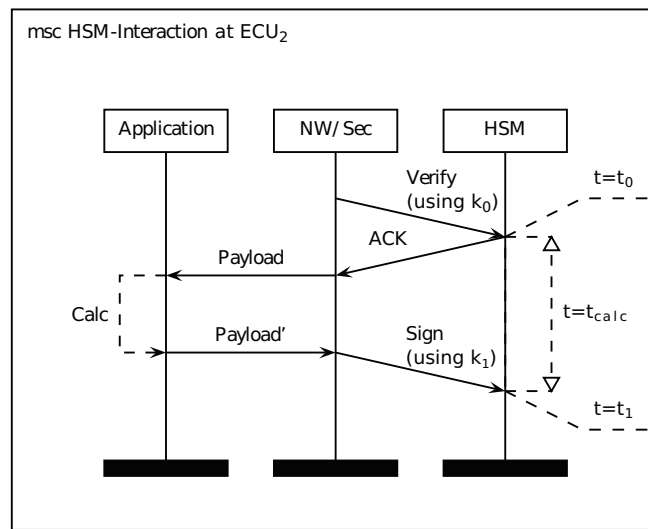 msc HSM-Interaction at ECU₂
Application
NW/Sec
HSM
Verify
(using k₀)
t=t₀
ACK
Payload
Calc
t=t_calc
Payload'
Sign
(using k₁)
t=t₁